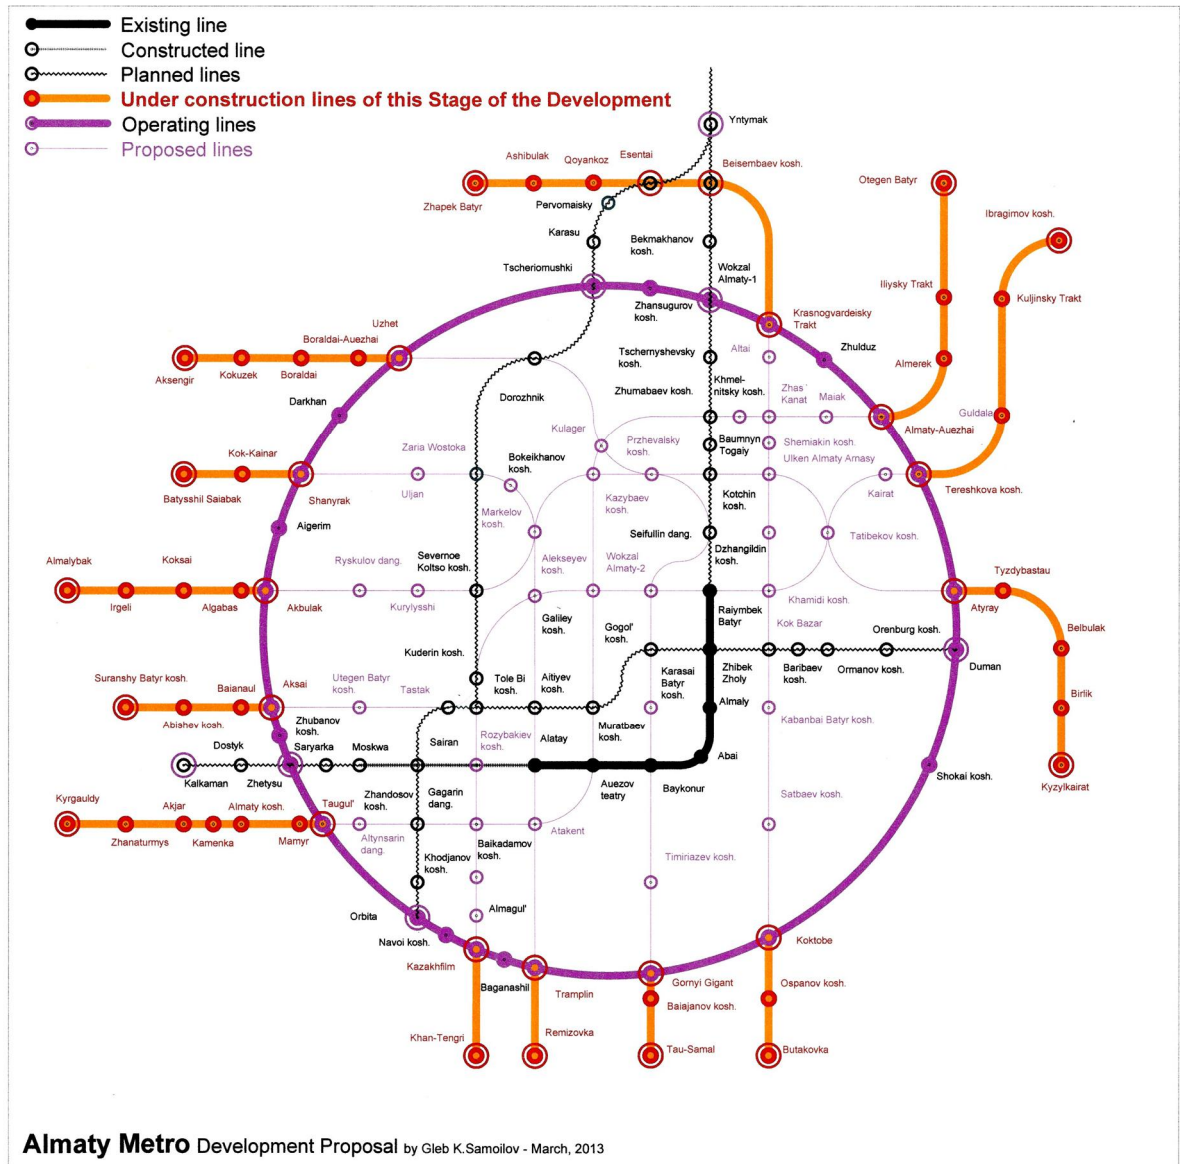 Existing line
Constructed line
Planned lines
Under construction lines of this Stage of the Development
Operating lines
Proposed lines
Yntymak
Ashibulak
Qoyankoz
Esentai
Beisembaev kosh.
Zhapek Batyr
Pervomaisky
Otegen Batyr
Ibragimov kosh.
Karasu
Bekmakhanov
kosh.
Tscheriomushki
Wokzal
Almaty-1
Zhansugurov
kosh.
Iliysky Trakt
Kuljinsky Trakt
Krasnogvardeisky
Trakt
Uzhet
Boraldai-Auezhai
Aksengir
Kokuzek
Boraldai
Tschernyshevsky
kosh.
Altai
Zhulduz
Almerek
Dorozhnik
Zhumabaev kosh.
Khmel-
nitsky kosh.
Zhas
Kanat
Maiak
Darkhan
Kulager
Guldala
Almaty-Auezhai
Zaria Wostoka
Bokeikhanov
kosh.
Przhevalsky
kosh.
Baumnyn
Togaiy
Shemiakin kosh.
Ulken Almaty Arnasy
Kok-Kainar
Batysshil Saiabak
Shanyrak
Uljan
Markelov
kosh.
Kazybaev
kosh.
Kotchin
kosh.
Kairat
Tereshkova kosh.
Aigerim
Seifullin dang.
Tatibekov kosh.
Almalybak
Koksai
Ryskulov dang.
Severnoe
Koltso kosh.
Alekseyev
kosh.
Wokzal
Almaty-2
Dzhangildin
kosh.
Tyzdybastau
Irgeli
Algabas
Akbulak
Kurylysshi
Galiley
kosh.
Gogol'
kosh.
Raiymbek
Batyr
Khamidi kosh.
Kok Bazar
Atyray
Orenburg kosh.
Belbulak
Kuderin kosh.
Tole Bi
kosh.
Aitiyev
kosh.
Karasai
Batyr
kosh.
Zhibek
Zholy
Baribaev
kosh.
Ormanov kosh.
Duman
Suranshy Batyr kosh.
Baianaul
Aksai
Utegen Batyr
kosh.
Tastak
Almaly
Birlik
Abishev kosh.
Zhubanov
kosh.
Sairan
Rozybakiev
kosh.
Alatay
Muratbaev
kosh.
Kabanbai Batyr kosh.
Dostyk
Saryarka
Moskwa
Abai
Kalkaman
Zhetysu
Zhandosov
kosh.
Gagarin
dang.
Auezov
teatry
Baykonur
Satbaev kosh.
Shokai kosh.
Kyzylkairat
Kyrgauldy
Akjar
Almaty kosh.
Taugul'
Zhanaturmys
Kamenka
Mamyr
Altynsarin
dang.
Baikadamov
kosh.
Atakent
Khodjanov
kosh.
Timiriazev kosh.
Orbita
Almagul'
Navoi kosh.
Koktobe
Kazakhfilm
Baganashil
Tramplin
Gornyi Gigant
Ospanov kosh.
Baiajanov kosh.
Khan-Tengri
Remizovka
Tau-Samal
Butakovka
Almaty Metro Development Proposal by Gleb K.Samoilov - March, 2013